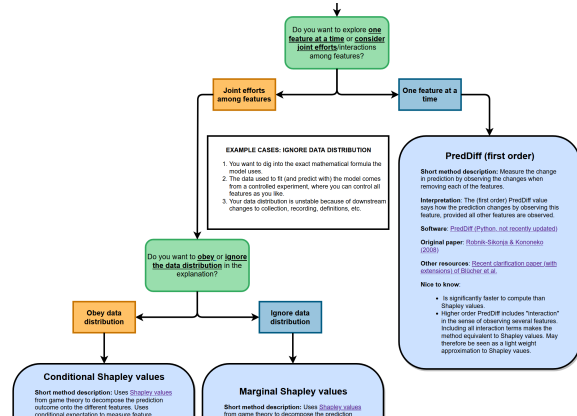 Do you want to explore one
feature at a time or consider
joint efforts/interactions
among features?
Joint efforts
among features
One feature at a
time
EXAMPLE CASES: IGNORE DATA DISTRIBUTION
1. You want to dig into the exact mathematical formula the
model uses.
2. The data used to fit (and predict with) the model comes
from a controlled experiment, where you can control all
features as you like.
3. Your data distribution is unstable because of downstream
changes to collection, recording, definitions, etc.
PredDiff (first order)
Short method description: Measure the change
in prediction by observing the changes when
removing each of the features.
Interpretation: The (first order) PredDiff value
says how the prediction changes by observing this
feature, provided all other features are observed.
Software: PredDiff (Python, not recently updated)
Original paper: Robnik-Sikonja & Kononeko
(2008)
Other resources: Recent clarification paper (with
extensions) of Blücher et al.
Nice to know:
• Is significantly faster to compute than
Shapley values.
• Higher order PredDiff includes "interaction"
in the sense of observing several features.
Including all interaction terms makes the
method equivalent to Shapley values. May
therefore be seen as a light weight
approximation to Shapley values.
Do you want to obey or ignore
the data distribution in the
explanation?
Obey data
distribution
Ignore data
distribution
Conditional Shapley values
Short method description: Uses Shapley values
from game theory to decompose the prediction
outcome onto the different features. Uses
conditional expectation to measure feature
Marginal Shapley values
Short method description: Uses Shapley values
from game theory to decompose the prediction